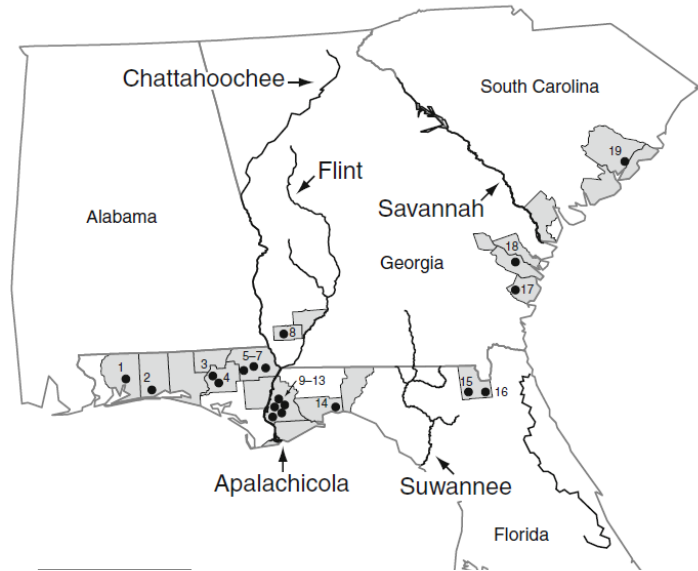 Chattahoochee
South Carolina
19
Flint
Savannah
Alabama
18
Georgia
17
8
1
2
3
4
5–7
9–13
14
15
16
Apalachicola
Suwannee
Florida